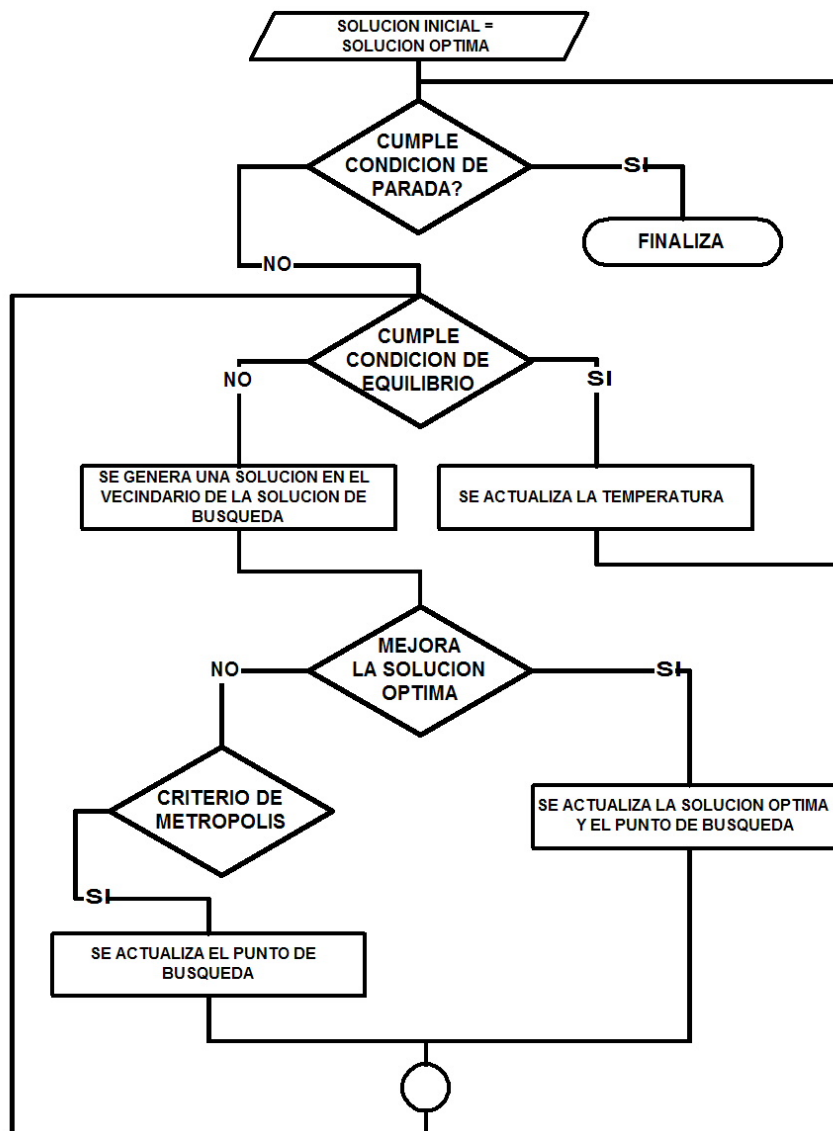 SOLUCION INICIAL =
SOLUCION OPTIMA
CUMPLE
CONDICION DE
PARADA?
SI
FINALIZA
NO
CUMPLE
CONDICION DE
EQUILIBRIO
NO
SI
SE GENERA UNA SOLUCION EN EL
VECINDARIO DE LA SOLUCION DE
BUSQUEDA
SE ACTUALIZA LA TEMPERATURA
MEJORA
LA SOLUCION
OPTIMA
NO
SI
CRITERIO DE
METROPOLIS
SE ACTUALIZA LA SOLUCION OPTIMA
Y EL PUNTO DE BUSQUEDA
SI
SE ACTUALIZA EL PUNTO DE
BUSQUEDA